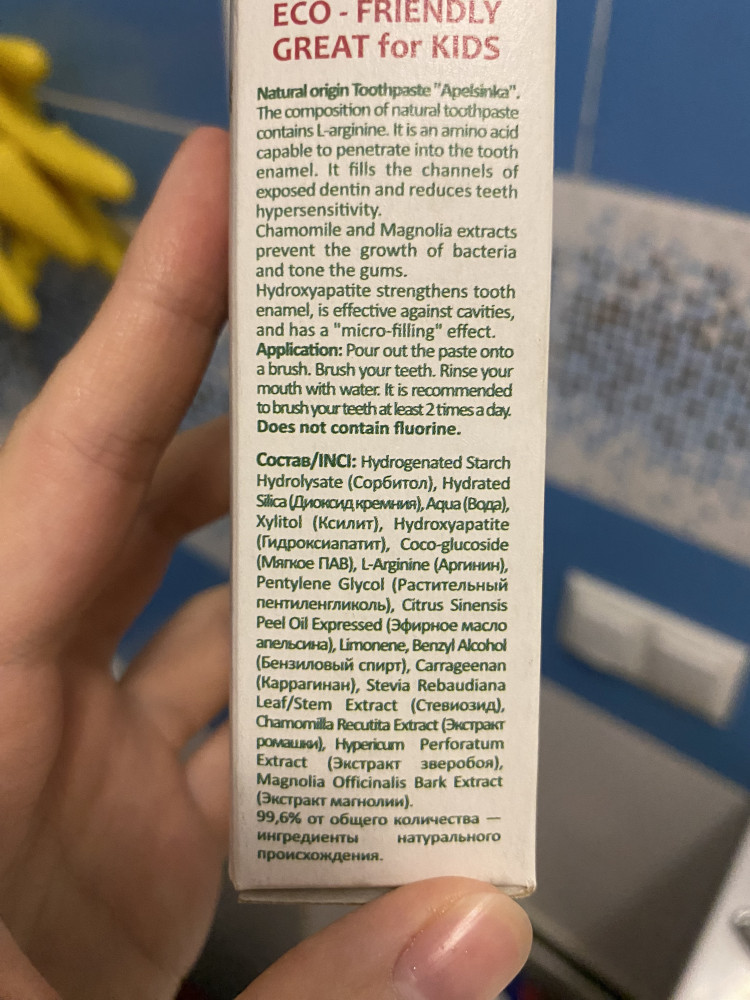 ECO - FRIENDLY
GREAT for KIDS
Natural origin Toothpaste "Apelsinka".
The composition of natural toothpaste
contains L-arginine. It is an amino acid
capable to penetrate into the tooth
enamel. It fills the channels of
exposed dentin and reduces teeth
hypersensitivity.
Chamomile and Magnolia extracts
prevent the growth of bacteria
and tone the gums.
Hydroxyapatite strengthens tooth
enamel, is effective against cavities,
and has a "micro-filling" effect.
Application: Pour out the paste onto
a brush. Brush your teeth. Rinse your
mouth with water. It is recommended
to brush your teeth at least 2 times a day.
Does not contain fluorine.
Состав/INCI: Hydrogenated Starch
Hydrolysate (Сорбитол), Hydrated
Silica (Диоксид кремния), Aqua (Вода),
Xylitol (Ксилит), Hydroxyapatite
(Гидроксиапатит), Coco-glucoside
(Мягкое ПАВ), L-Arginine (Аргинин),
Pentylene Glycol (Растительный
пентиленгликоль), Citrus Sinensis
Peel Oil Expressed (Эфирное масло
апельсина), Limonene, Benzyl Alcohol
(Бензиловый спирт), Carrageenan
(Каррагинан), Stevia Rebaudiana
Leaf/Stem Extract (Стевиозид),
Chamomilla Recutita Extract (Экстракт
ромашки), Hypericum Perforatum
Extract (Экстракт зверобоя),
Magnolia Officinalis Bark Extract
(Экстракт магнолии).
99,6% от общего количества —
ингредиенты натурального
происхождения.